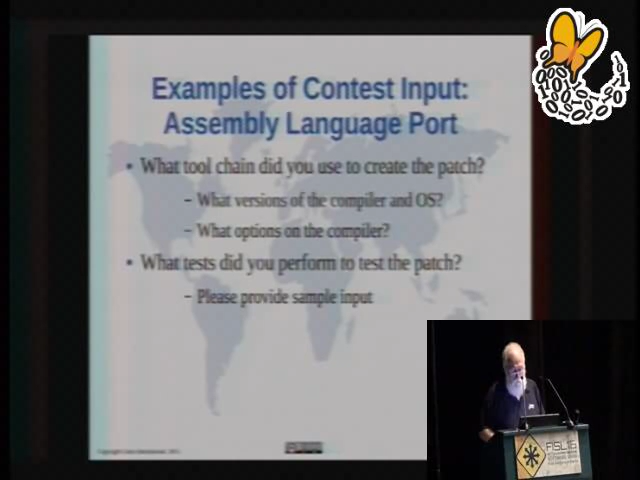 Examples of Contest Input:
Assembly Language Port
• What tool chain did you use to create the patch?
– What versions of the compiler and OS?
– What options on the compiler?
• What tests did you perform to test the patch?
– Please provide sample input
FISL16